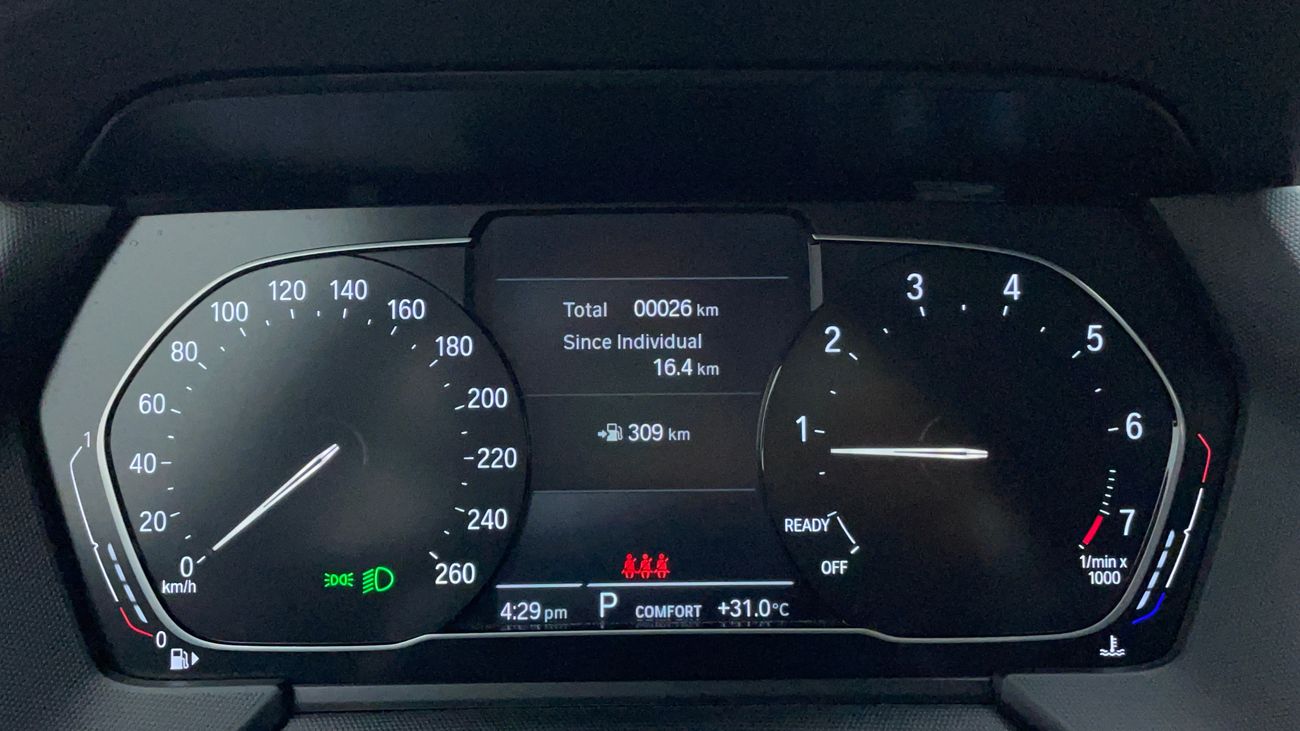 0
20
40
60
80
100
120
140
160
180
200
220
240
260
km/h
1
0
Total 00026 km
Since Individual
16.4 km
309 km
4:29 pm P COMFORT +31.0°C
OFF
READY
1
2
3
4
5
6
7
1/min x
1000